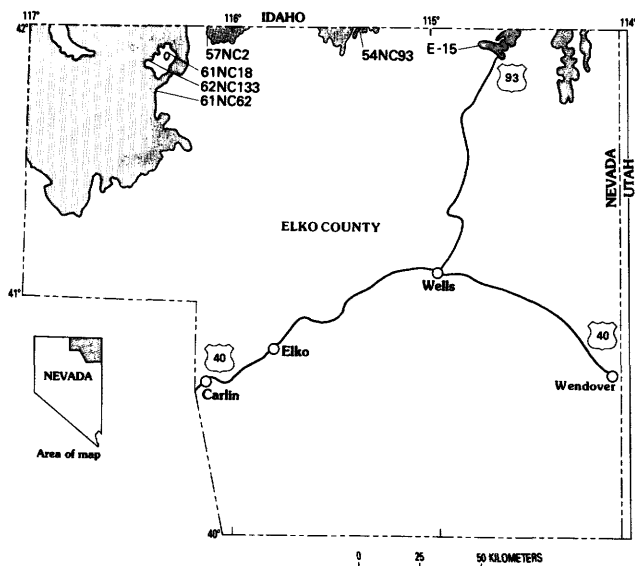 IDAHO
117°
116°
115°
114°
42°
57NC2
61NC18
62NC133
61NC62
54NC93
E-15
93
NEVADA
UTAH
ELKO COUNTY
41°
Wells
40
Elko
40
Carlin
Wendover
NEVADA
Area of map
40°
0 25 50 KILOMETERS